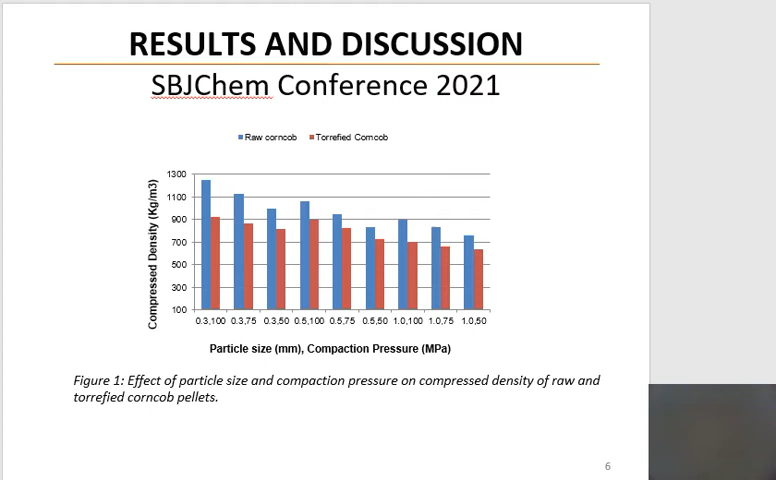 RESULTS AND DISCUSSION
SBJChem Conference 2021
Raw corncob Torrefied Corncob
Compressed Density (Kg/m3)
1300
1100
900
700
500
300
100
0.3,100 0.3,75 0.3,50 0.5,100 0.5,75 0.5,50 1.0,100 1.0,75 1.0,50
Particle size (mm), Compaction Pressure (MPa)
Figure 1: Effect of particle size and compaction pressure on compressed density of raw and
torrefied corncob pellets.
6